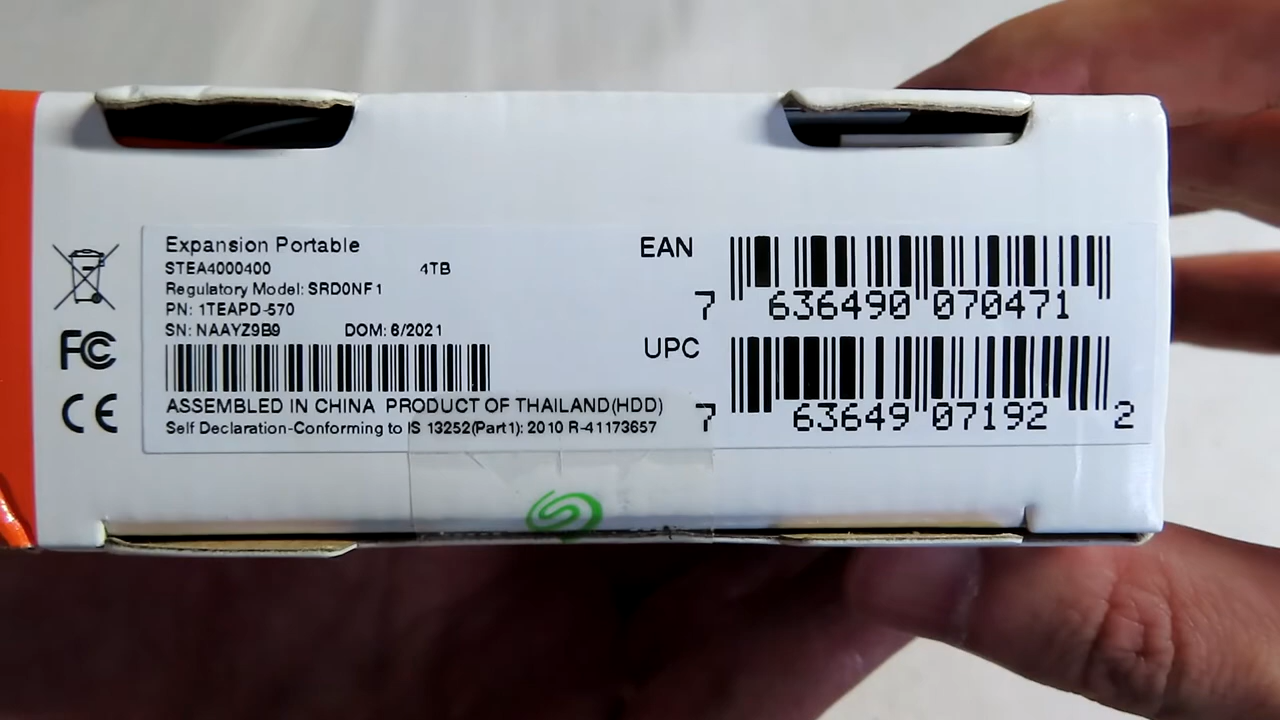 Expansion Portable
STEA4000400 4TB
Regulatory Model: SRD0NF1
PN: 1TEAPD-570
SN: NAAYZ9B9 DOM: 6/2021
ASSEMBLED IN CHINA PRODUCT OF THAILAND(HDD)
Self Declaration-Conforming to IS 13252(Part1): 2010 R-41173657
EAN
7 636490 070471
UPC
7 63649 07192 2
FC
CE